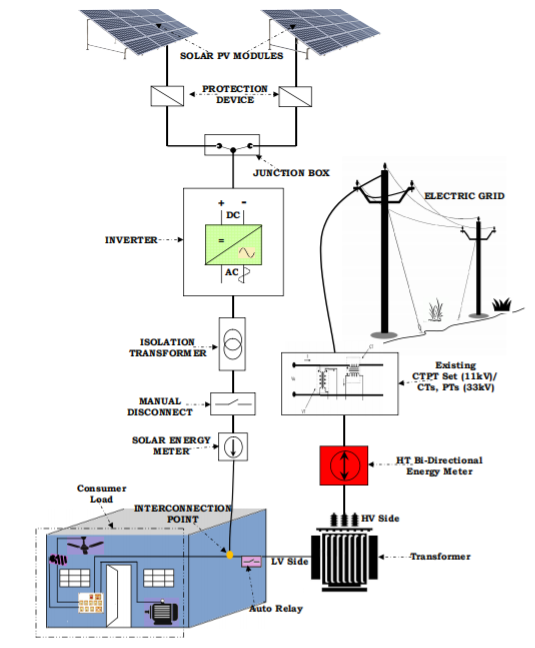 SOLAR PV MODULES
PROTECTION
DEVICE
JUNCTION BOX
ELECTRIC GRID
+ -
DC
=
INVERTER
AC
ISOLATION
TRANSFORMER
Existing
CTPT Set (11kV)/
CTs, PTs (33kV)
MANUAL
DISCONNECT
SOLAR ENERGY
METER
HT Bi-Directional
Energy Meter
Consumer
Load
INTERCONNECTION
POINT
HV Side
LV Side
Transformer
Auto Relay